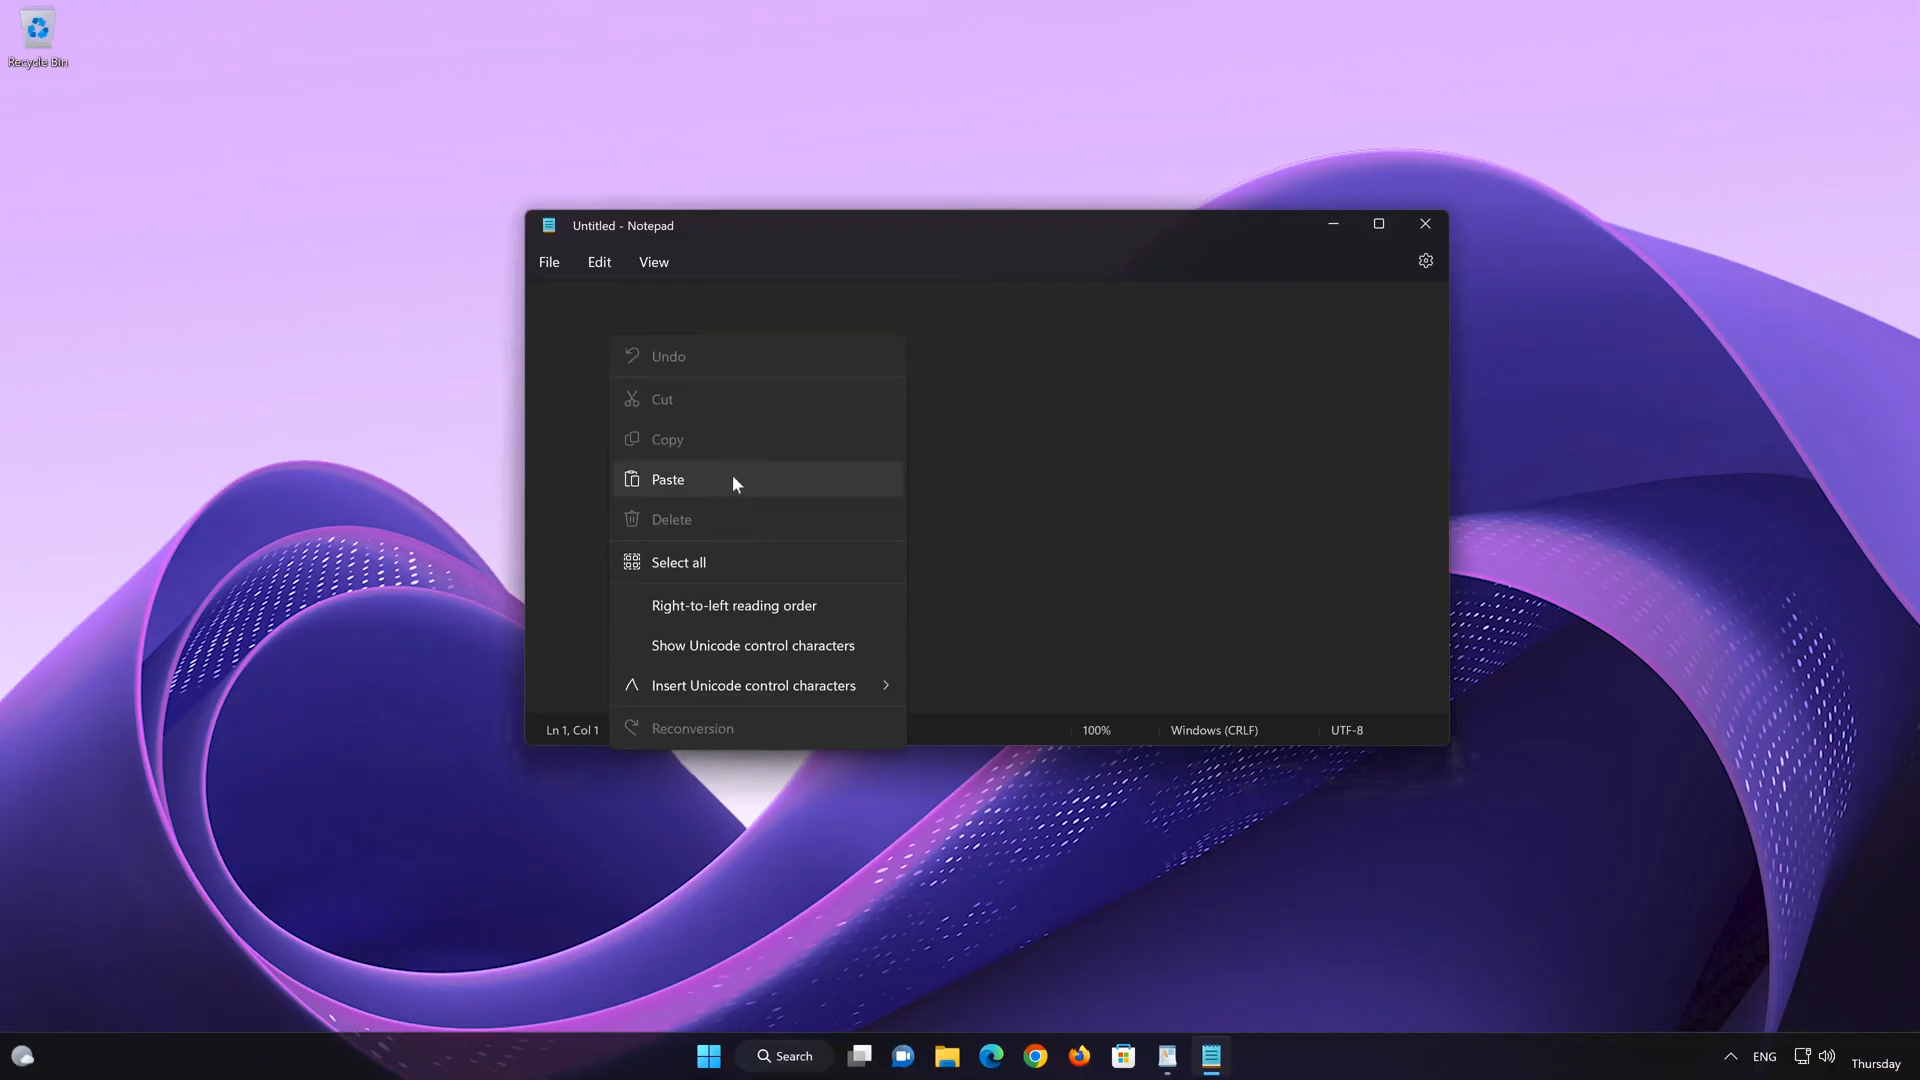 Recycle Bin
Untitled - Notepad
File Edit View
Undo
Cut
Copy
Paste
Delete
Select all
Right-to-left reading order
Show Unicode control characters
Insert Unicode control characters
Reconversion
Ln 1, Col 1 100% Windows (CRLF) UTF-8
Search ENG Thursday